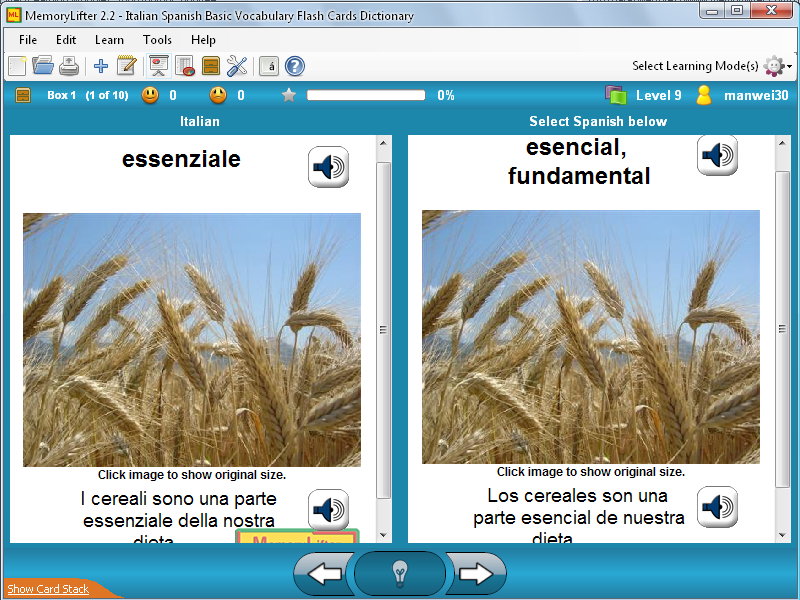 MemoryLifter 2.2 - Italian Spanish Basic Vocabulary Flash Cards Dictionary
File Edit Learn Tools Help
á ? Select Learning Mode(s)
Box 1 (1 of 10) 0 0 0% Level 9 manwei30
Italian
essenziale
Click image to show original size.
I cereali sono una parte
essenziale della nostra
dieta
MemoryLifter
Select Spanish below
esencial,
fundamental
Click image to show original size.
Los cereales son una
parte esencial de nuestra
dieta
Show Card Stack